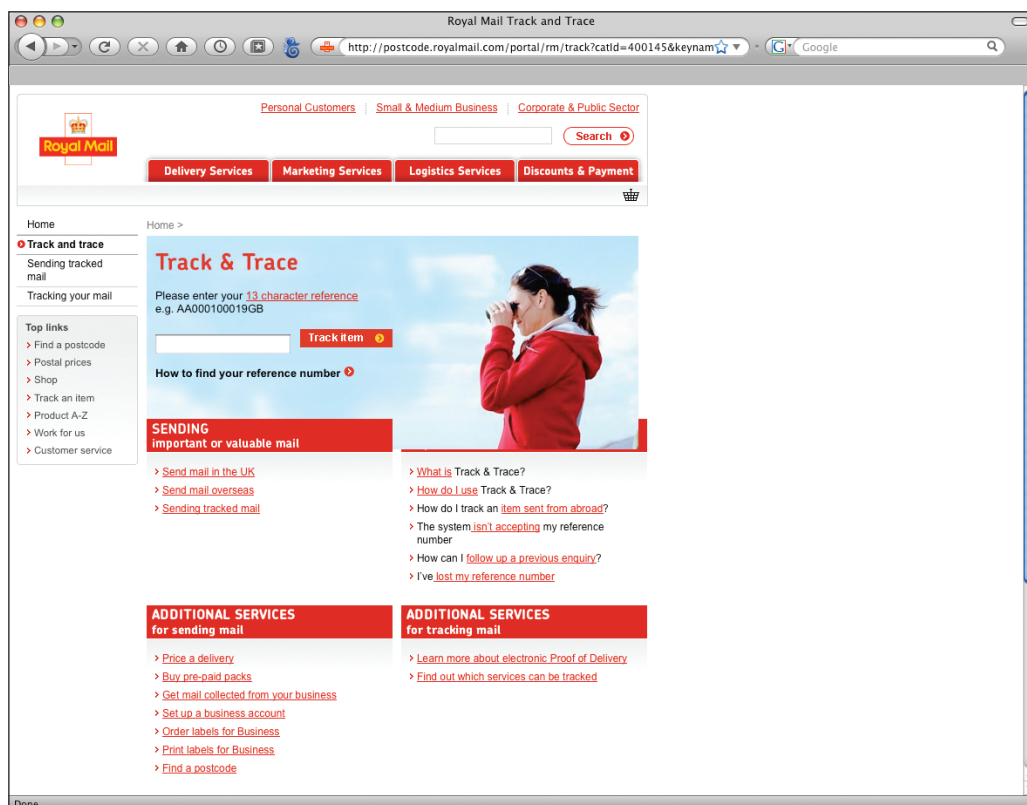 Royal Mail Track and Trace
http://postcode.royalmail.com/portal/rm/track?catId=400145&keynam
Google
Personal Customers | Small & Medium Business | Corporate & Public Sector
Royal Mail
Search
Delivery Services Marketing Services Logistics Services Discounts & Payment
Home
Track and trace
Sending tracked
mail
Tracking your mail
Top links
Find a postcode
Postal prices
Shop
Track an item
Product A-Z
Work for us
Customer service
Home >
Track & Trace
Please enter your 13 character reference
e.g. AA000100019GB
Track item
How to find your reference number
SENDING
important or valuable mail
Send mail in the UK
Send mail overseas
Sending tracked mail
What is Track & Trace?
How do I use Track & Trace?
How do I track an item sent from abroad?
The system isn't accepting my reference
number
How can I follow up a previous enquiry?
I've lost my reference number
ADDITIONAL SERVICES
for sending mail
Price a delivery
Buy pre-paid packs
Get mail collected from your business
Set up a business account
Order labels for Business
Print labels for Business
Find a postcode
ADDITIONAL SERVICES
for tracking mail
Learn more about electronic Proof of Delivery
Find out which services can be tracked
Done